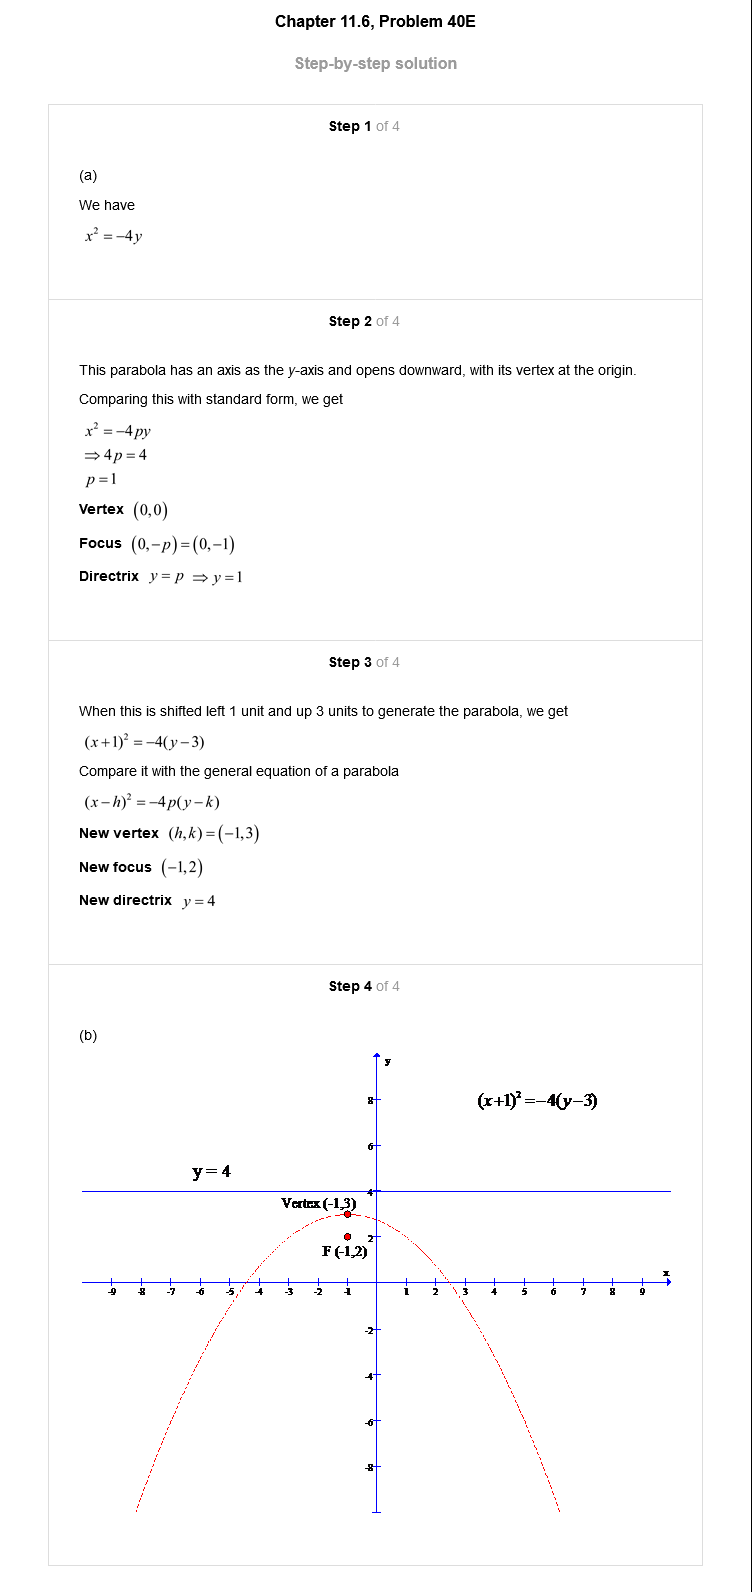 Chapter 11.6, Problem 40E
Step-by-step solution
Step 1 of 4
(a)
We have
x² = −4y
Step 2 of 4
This parabola has an axis as the y-axis and opens downward, with its vertex at the origin.
Comparing this with standard form, we get
x² = −4py
⇒ 4p = 4
p = 1
Vertex (0,0)
Focus (0,−p) = (0,−1)
Directrix y = p ⇒ y = 1
Step 3 of 4
When this is shifted left 1 unit and up 3 units to generate the parabola, we get
(x+1)² = −4(y−3)
Compare it with the general equation of a parabola
(x−h)² = −4p(y−k)
New vertex (h,k) = (−1,3)
New focus (−1,2)
New directrix y = 4
Step 4 of 4
(b)
y
8
(x+1)² = −4(y−3)
6
y = 4
4
Vertex (-1,3)
2
F (-1,2)
x
-9 -8 -7 -6 -5 -4 -3 -2 -1 1 2 3 4 5 6 7 8 9
-2
-4
-6
-8